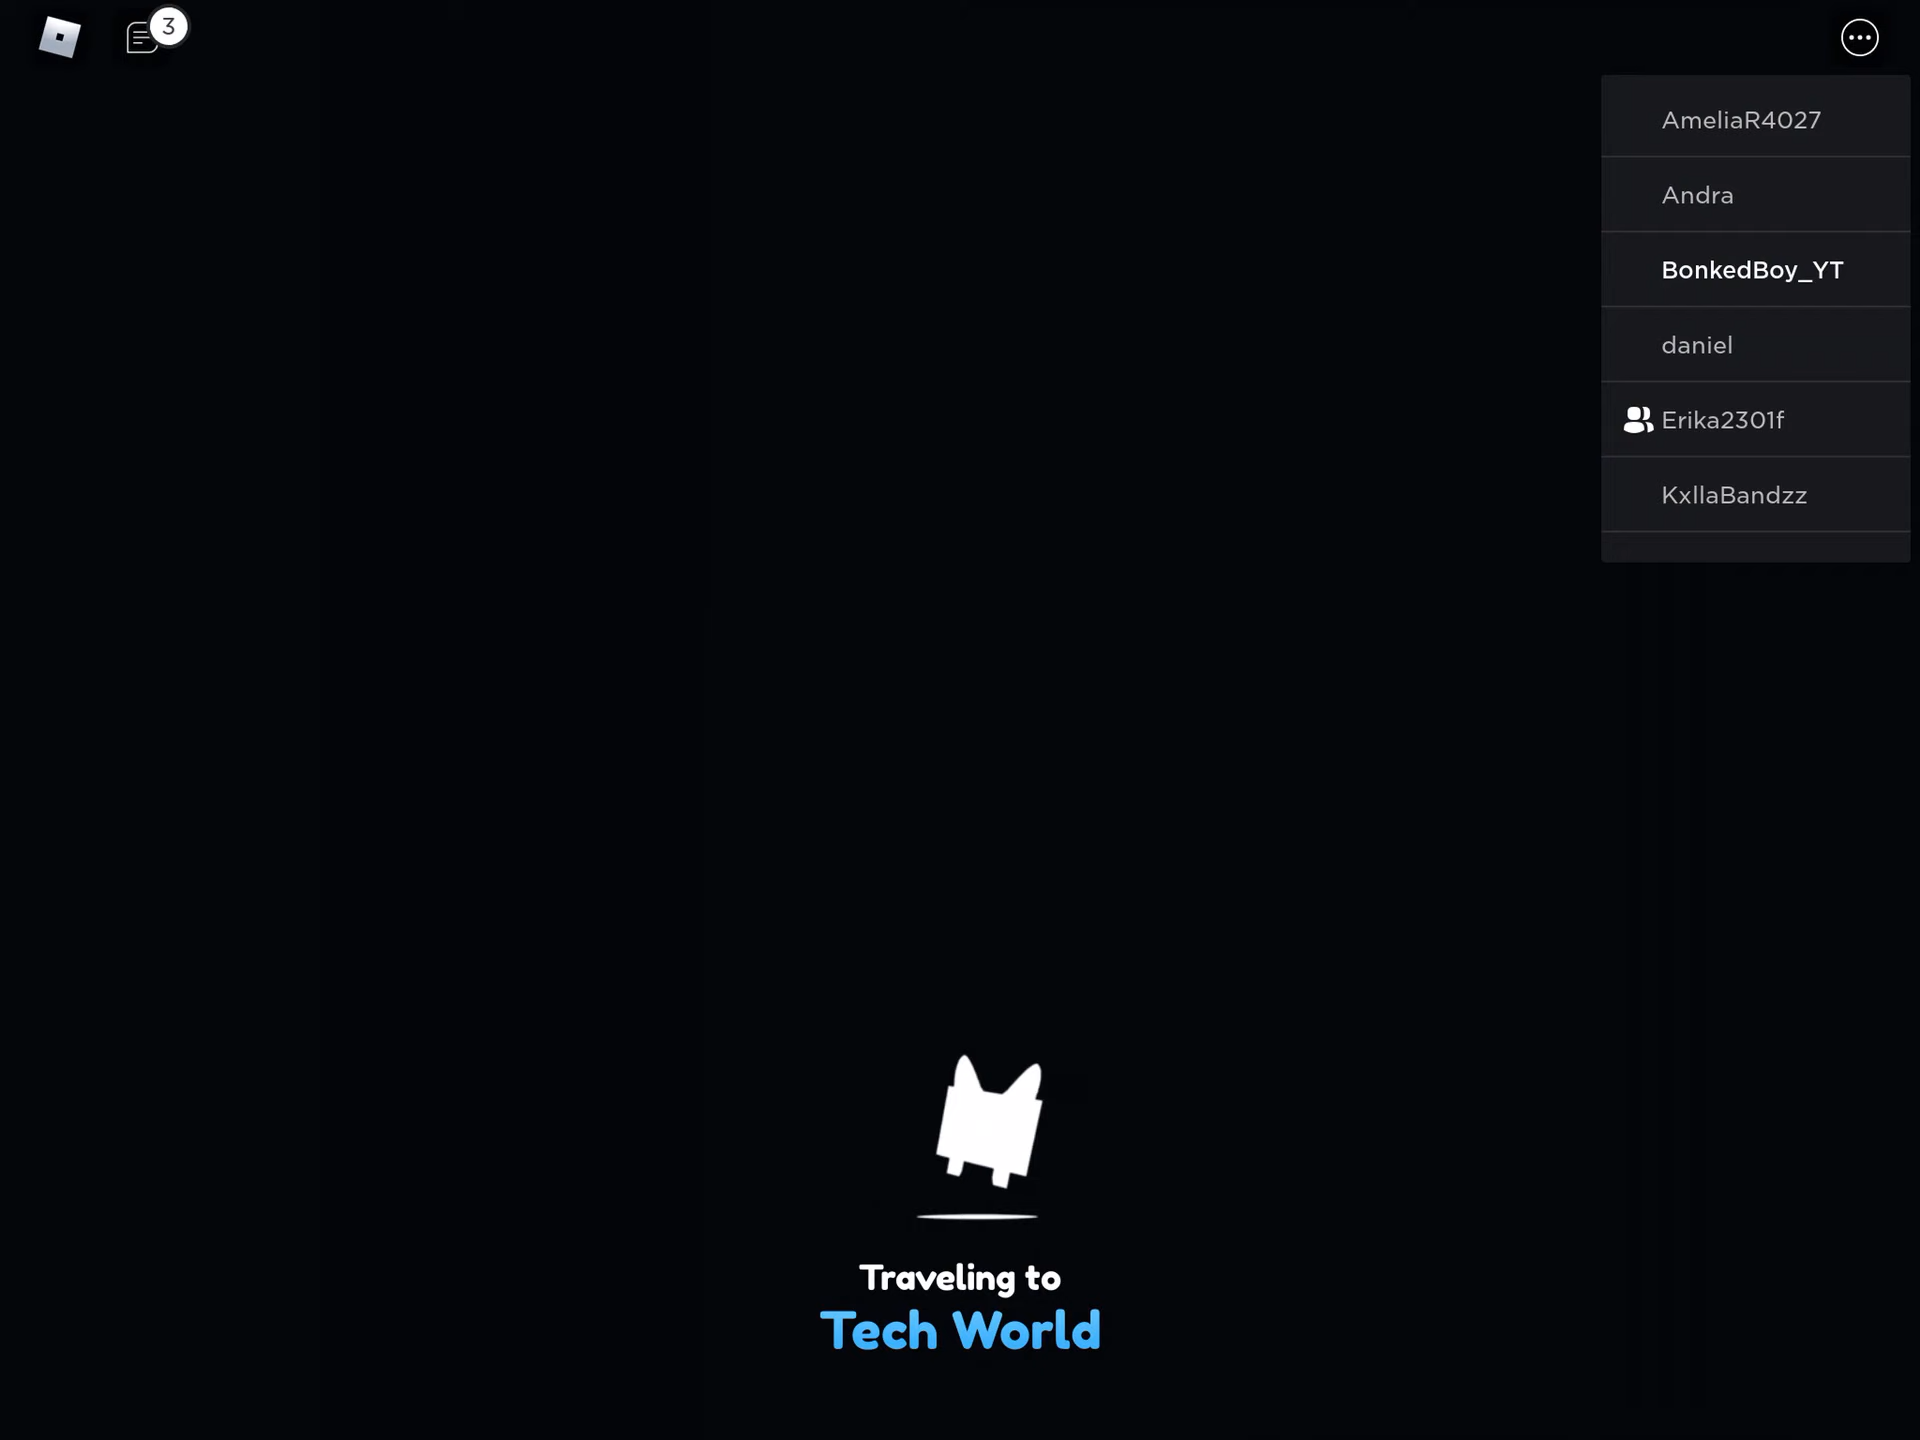 3
AmeliaR4027
Andra
BonkedBoy_YT
daniel
Erika2301f
KxllaBandzz
Traveling to
Tech World